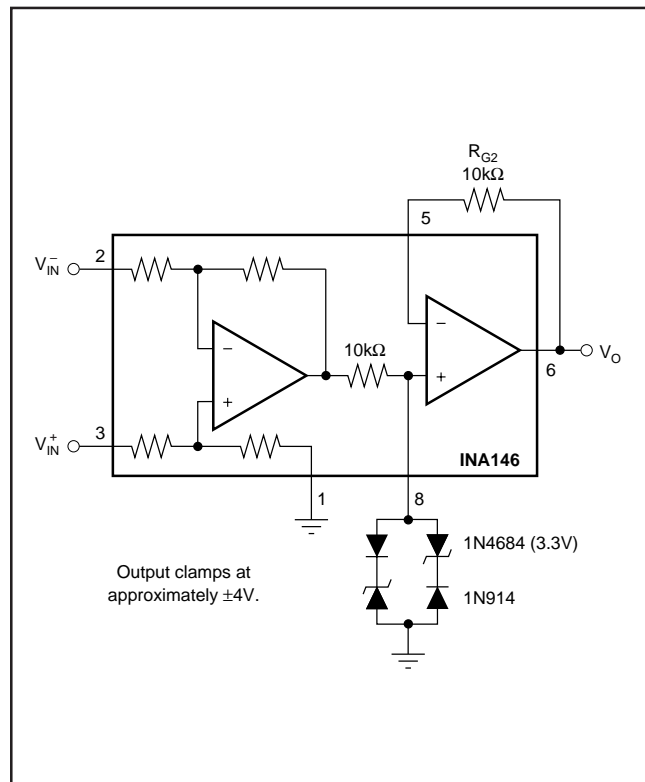 R_G2
10kΩ
5
2
V_IN^−
−
+
10kΩ
−
+
6
V_O
V_IN^+
3
INA146
1
8
1N4684 (3.3V)
1N914
Output clamps at
approximately ±4V.